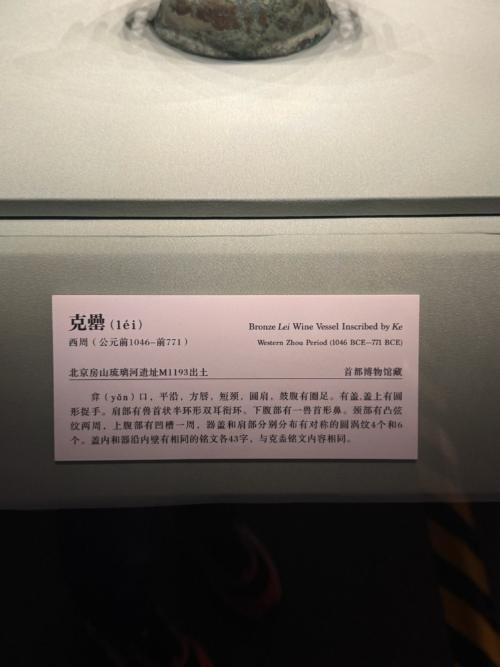 克罍(léi)
Bronze Lei Wine Vessel Inscribed by Ke
西周（公元前1046—前771）
Western Zhou Period (1046 BCE—771 BCE)
北京房山琉璃河遗址M1193出土
首都博物馆藏
弇（yǎn）口，平沿，方唇，短颈，圆肩，鼓腹有圈足。有盖，盖上有圆
形捉手。肩部有兽首状半环形双耳衔环，下腹部有一兽首形鼻。颈部有凸弦
纹两周，上腹部有凹槽一周，器盖和肩部分别分布有对称的圆涡纹4个和6
个。盖内和器沿内壁有相同的铭文各43字，与克盉铭文内容相同。